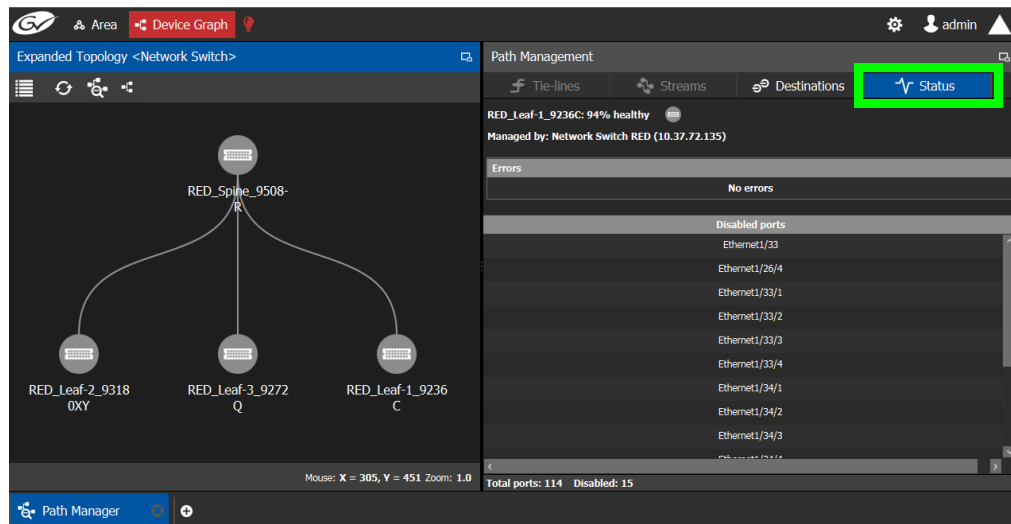 GV Area Device Graph admin
Expanded Topology <Network Switch>
Path Management
Tie-lines Streams Destinations Status
RED_Leaf-1_9236C: 94% healthy
Managed by: Network Switch RED (10.37.72.135)
Errors
No errors
Disabled ports
Ethernet1/33
Ethernet1/26/4
Ethernet1/33/1
Ethernet1/33/2
Ethernet1/33/3
Ethernet1/33/4
Ethernet1/34/1
Ethernet1/34/2
Ethernet1/34/3
Ethernet1/34/4
Total ports: 114 Disabled: 15
RED_Spine_9508-
R
RED_Leaf-2_9318
0XY
RED_Leaf-3_9272
Q
RED_Leaf-1_9236
C
Mouse: X = 305, Y = 451 Zoom: 1.0
Path Manager